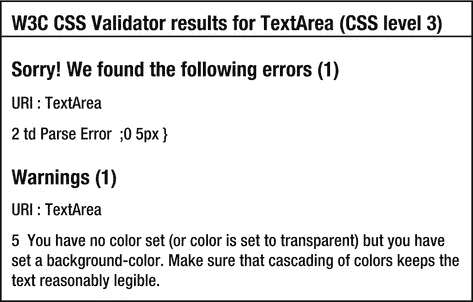 W3C CSS Validator results for TextArea (CSS level 3)
Sorry! We found the following errors (1)
URI : TextArea
2 td Parse Error ;0 5px }
Warnings (1)
URI : TextArea
5 You have no color set (or color is set to transparent) but you have
set a background-color. Make sure that cascading of colors keeps the
text reasonably legible.